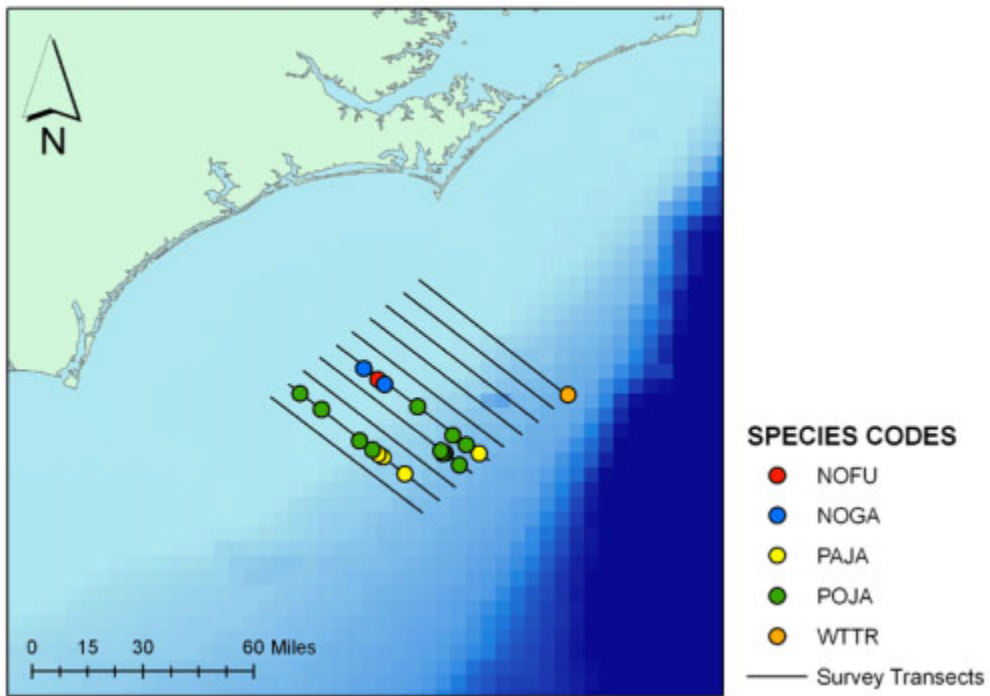 N
0 15 30 60 Miles
SPECIES CODES
NOFU
NOGA
PAJA
POJA
WTTR
Survey Transects